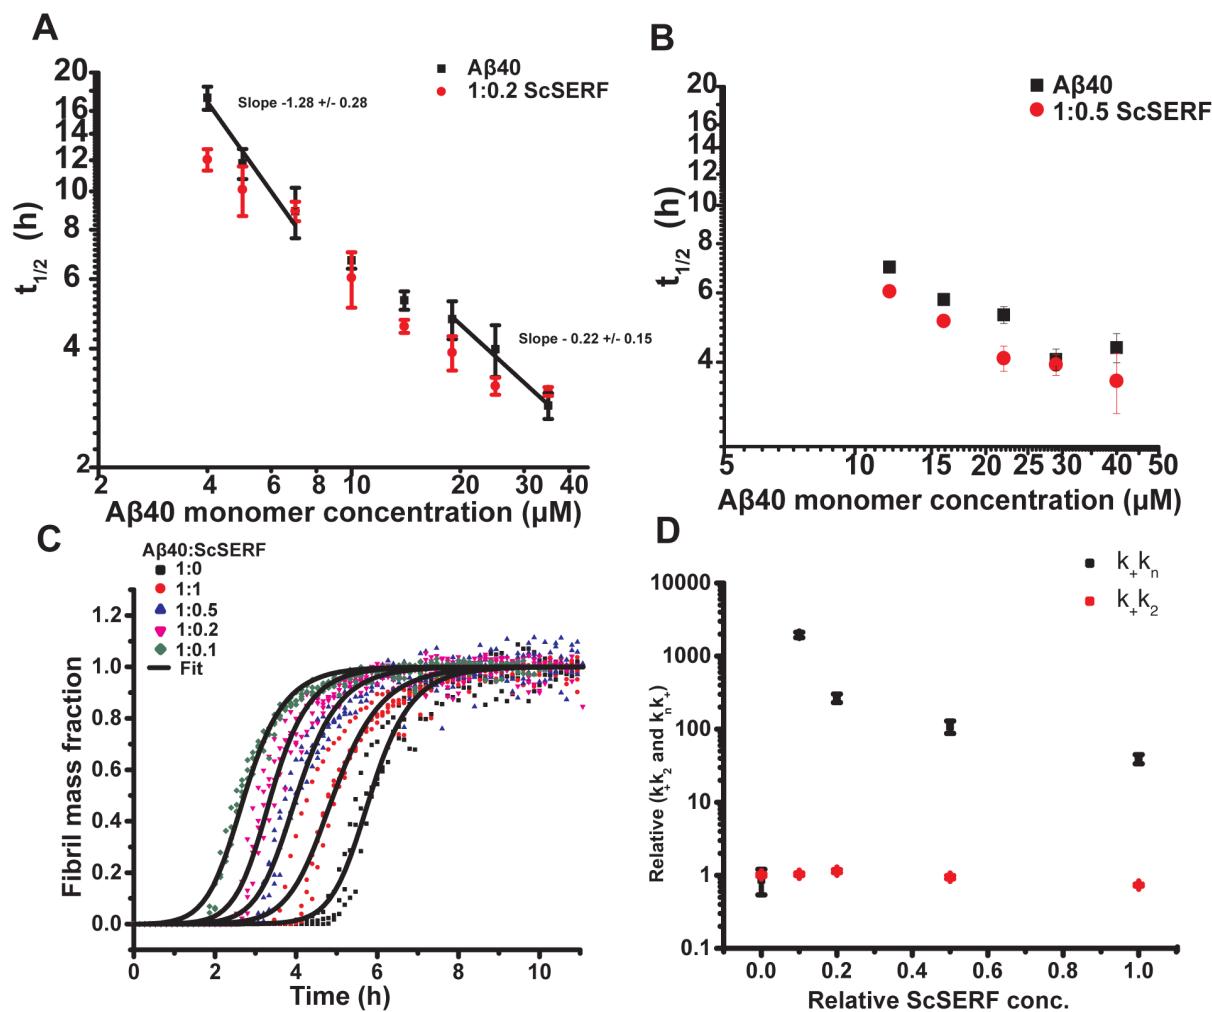 A
20
16
14
12
10
8
6
4
2
t1/2 (h)
Aβ40
1:0.2 ScSERF
Slope -1.28 +/- 0.28
Slope - 0.22 +/- 0.15
2
4
6
8
10
20
30
40
Aβ40 monomer concentration (µM)
B
20
16
14
12
10
8
6
4
t1/2 (h)
Aβ40
1:0.5 ScSERF
5
10
15
20
25
30
40
50
Aβ40 monomer concentration (µM)
C
Aβ40:ScSERF
1:0
1:1
1:0.5
1:0.2
1:0.1
Fit
1.2
1.0
0.8
0.6
0.4
0.2
0.0
Fibril mass fraction
0
2
4
6
8
10
Time (h)
D
k+kn
k+k2
10000
1000
100
10
1
0.1
Relative (k+k2 and knk+)
0.0
0.2
0.4
0.6
0.8
1.0
Relative ScSERF conc.